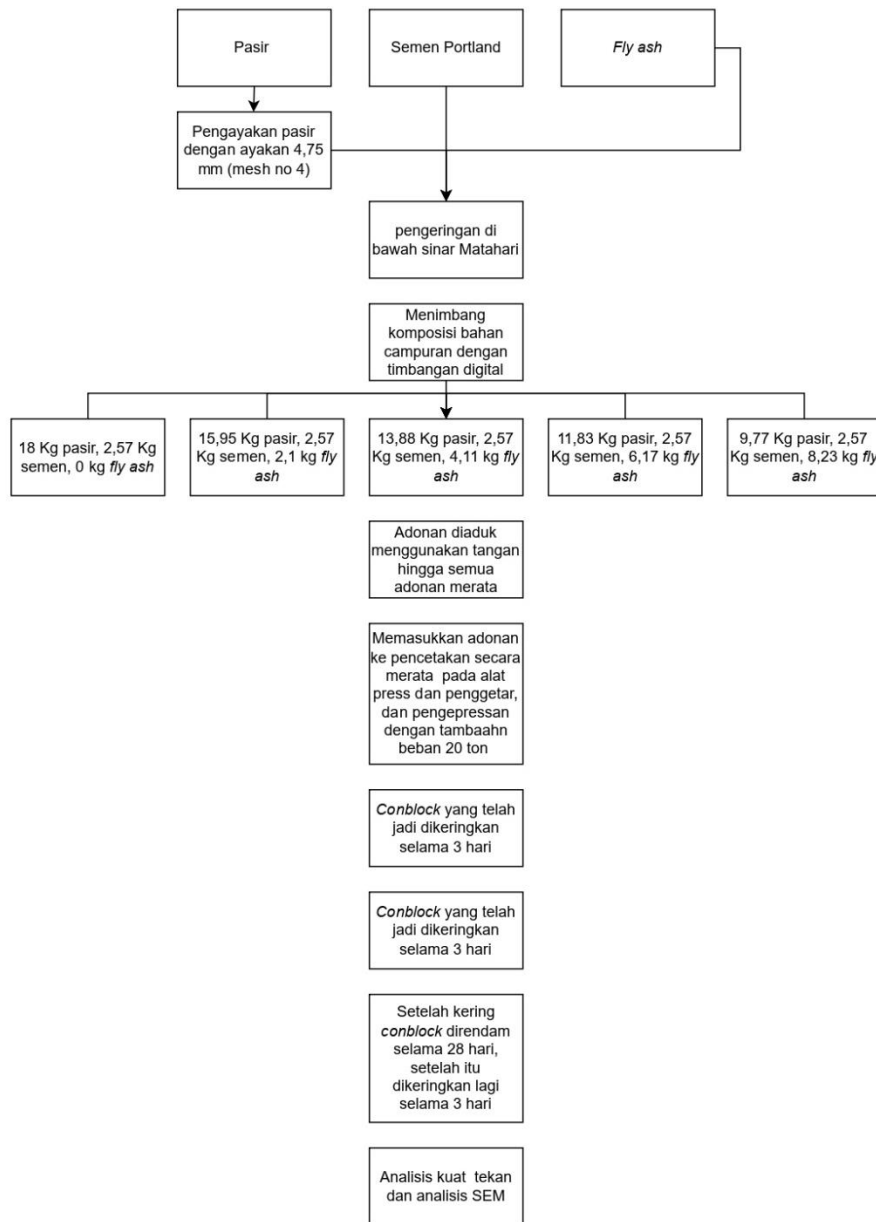 Pasir
Semen Portland
Fly ash
Pengayakan pasir
dengan ayakan 4,75
mm (mesh no 4)
pengeringan di
bawah sinar Matahari
Menimbang
komposisi bahan
campuran dengan
timbangan digital
18 Kg pasir, 2,57 Kg
semen, 0 kg fly ash
15,95 Kg pasir, 2,57
Kg semen, 2,1 kg fly
ash
13,88 Kg pasir, 2,57
Kg semen, 4,11 kg fly
ash
11,83 Kg pasir, 2,57
Kg semen, 6,17 kg fly
ash
9,77 Kg pasir, 2,57
Kg semen, 8,23 kg fly
ash
Adonan diaduk
menggunakan tangan
hingga semua
adonan merata
Memasukkan adonan
ke pencetakan secara
merata pada alat
press dan penggetar,
dan pengepressan
dengan tambaahn
beban 20 ton
Conblock yang telah
jadi dikeringkan
selama 3 hari
Conblock yang telah
jadi dikeringkan
selama 3 hari
Setelah kering
conblock direndam
selama 28 hari,
setelah itu
dikeringkan lagi
selama 3 hari
Analisis kuat tekan
dan analisis SEM